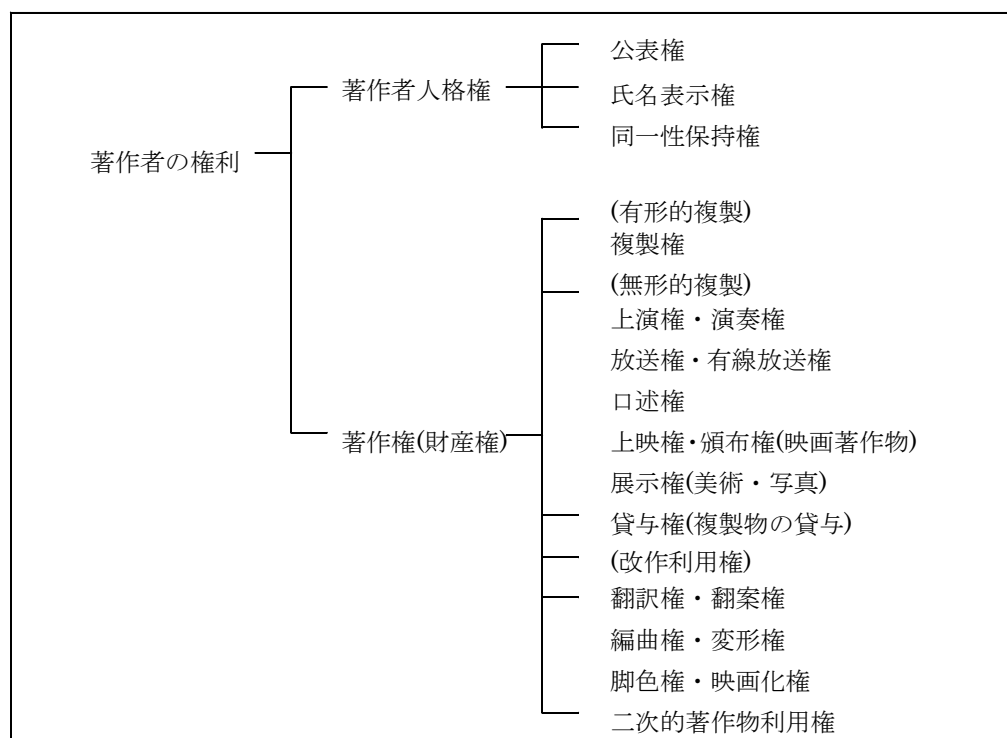 著作者の権利
著作者人格権
公表権
氏名表示権
同一性保持権
著作権(財産権)
(有形的複製)
複製権
(無形的複製)
上演権・演奏権
放送権・有線放送権
口述権
上映権・頒布権(映画著作物)
展示権(美術・写真)
貸与権(複製物の貸与)
(改作利用権)
翻訳権・翻案権
編曲権・変形権
脚色権・映画化権
二次的著作物利用権